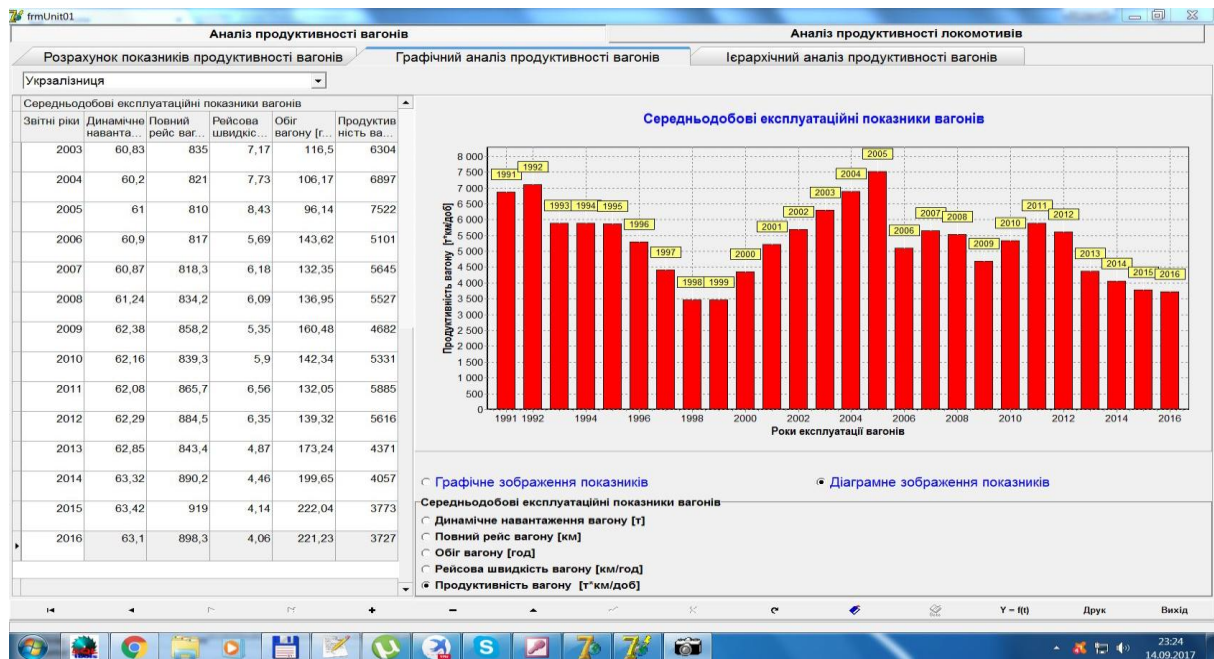 frmUnit01
Аналіз продуктивності вагонів Аналіз продуктивності локомотивів
Розрахунок показників продуктивності вагонів Графічний аналіз продуктивності вагонів Ієрархічний аналіз продуктивності вагонів
Укрзалізниця
Середньодобові експлуатаційні показники вагонів
Звітні ріки Динамічне Повний Рейсова Обіг Продуктив
наванта... рейс ваг... швидкіс... вагону [г... ність ва...
2003 60,83 835 7,17 116,5 6304
2004 60,2 821 7,73 106,17 6897
2005 61 810 8,43 96,14 7522
2006 60,9 817 5,69 143,62 5101
2007 60,87 818,3 6,18 132,35 5645
2008 61,24 834,2 6,09 136,95 5527
2009 62,38 858,2 5,35 160,48 4682
2010 62,16 839,3 5,9 142,34 5331
2011 62,08 865,7 6,56 132,05 5885
2012 62,29 884,5 6,35 139,32 5616
2013 62,85 843,4 4,87 173,24 4371
2014 63,32 890,2 4,46 199,65 4057
2015 63,42 919 4,14 222,04 3773
2016 63,1 898,3 4,06 221,23 3727
Середньодобові експлуатаційні показники вагонів
Продуктивність вагону [т*км/доб]
8 000
7 500
7 000
6 500
6 000
5 500
5 000
4 500
4 000
3 500
3 000
2 500
2 000
1 500
1 000
500
0
1991 1992 1993 1994 1995 1996 1997 1998 1999 2000 2001 2002 2003 2004 2005 2006 2007 2008 2009 2010 2011 2012 2013 2014 2015 2016
1991 1992 1994 1996 1998 2000 2002 2004 2006 2008 2010 2012 2014 2016
Роки експлуатації вагонів
Графічне зображення показників Діаграмне зображення показників
Середньодобові експлуатаційні показники вагонів
Динамічне навантаження вагону [т]
Повний рейс вагону [км]
Обіг вагону [год]
Рейсова швидкість вагону [км/год]
Продуктивність вагону [т*км/доб]
Y = f(t) Друк Вихід
23:24
14.09.2017